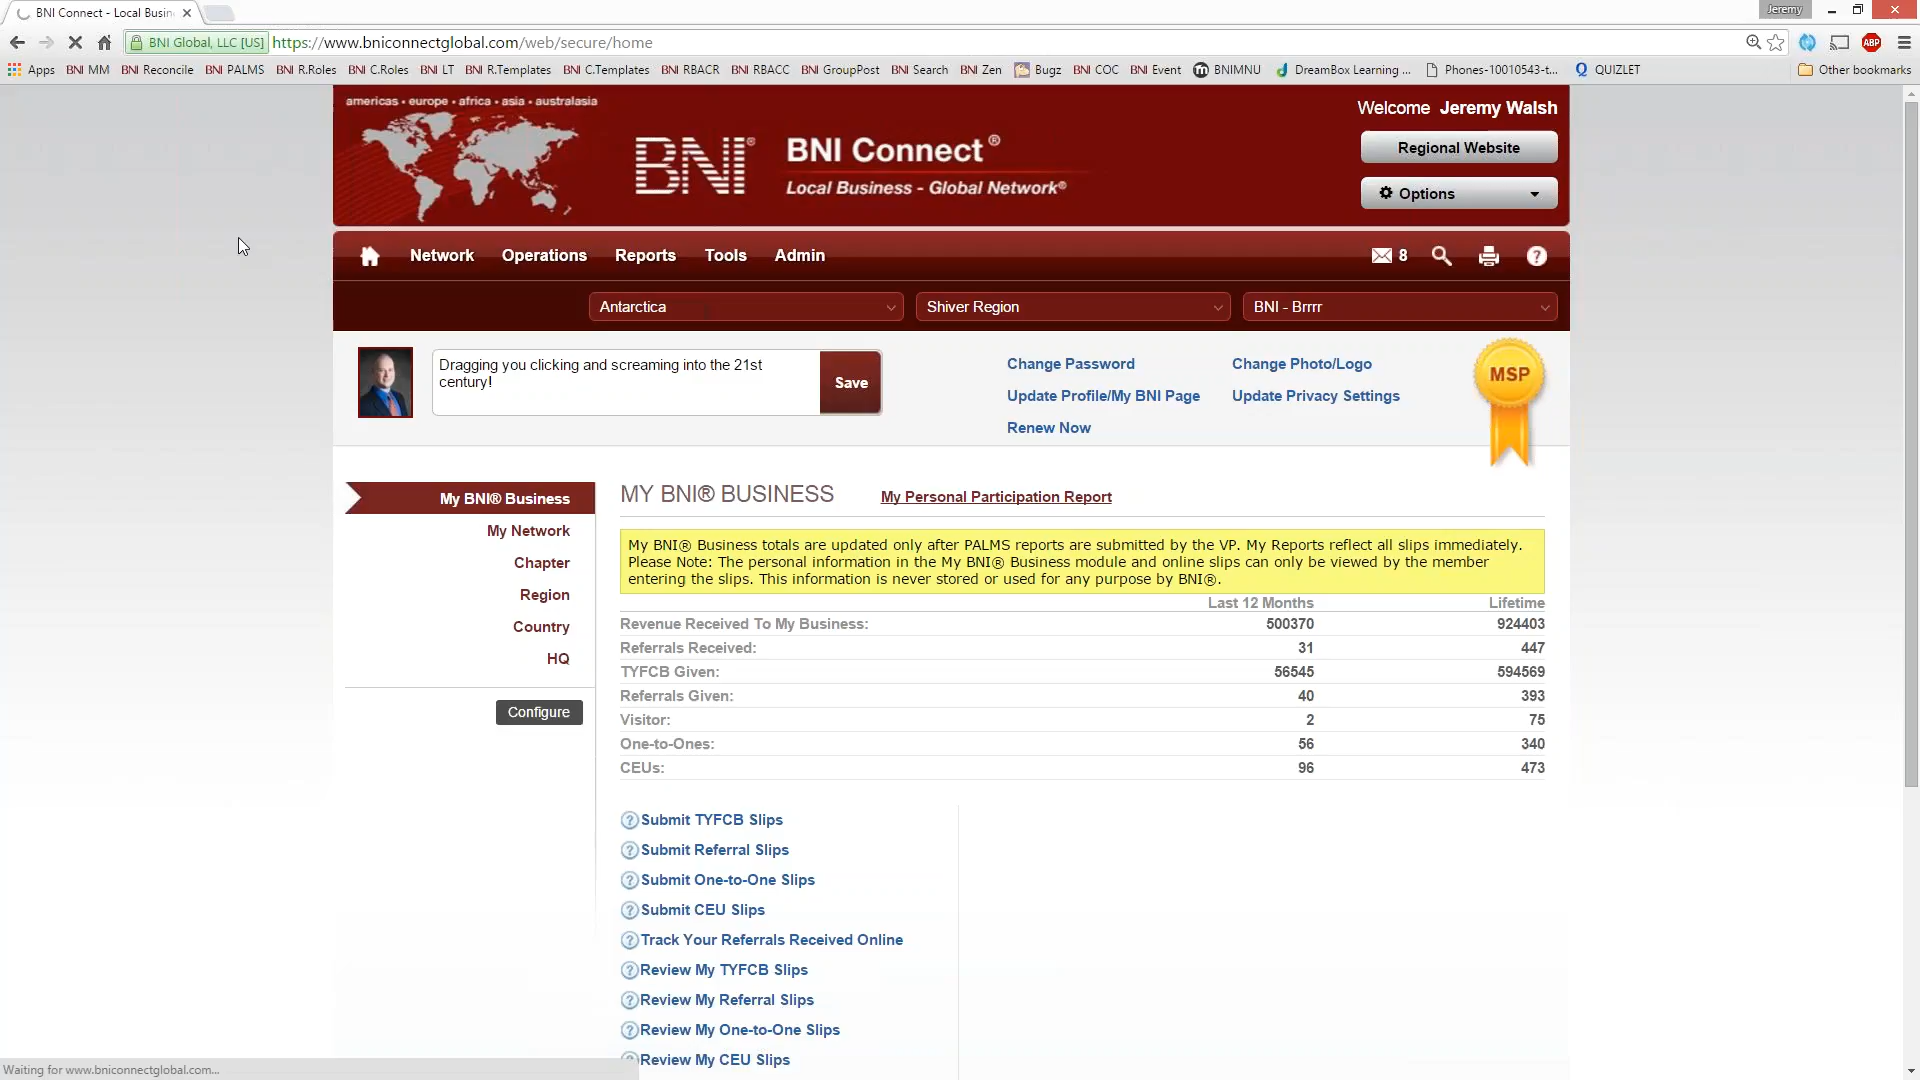 BNI Connect - Local Busin
Jeremy
BNI Global, LLC [US]
https://www.bniconnectglobal.com/web/secure/home
ABP
Apps
BNI MM
BNI Reconcile
BNI PALMS
BNI R.Roles
BNI C.Roles
BNI LT
BNI R.Templates
BNI C.Templates
BNI RBACR
BNI RBACC
BNI GroupPost
BNI Search
BNI Zen
Bugz
BNI COC
BNI Event
BNIMNU
DreamBox Learning ...
Phones-10010543-t...
QUIZLET
Other bookmarks
americas • europe • africa • asia • australasia
BNI®
BNI Connect®
Local Business - Global Network®
Welcome Jeremy Walsh
Regional Website
Options
Network
Operations
Reports
Tools
Admin
8
Antarctica
Shiver Region
BNI - Brrrr
Dragging you clicking and screaming into the 21st
century!
Save
Change Password
Change Photo/Logo
Update Profile/My BNI Page
Update Privacy Settings
Renew Now
MSP
My BNI® Business
My Network
Chapter
Region
Country
HQ
Configure
MY BNI® BUSINESS
My Personal Participation Report
My BNI® Business totals are updated only after PALMS reports are submitted by the VP. My Reports reflect all slips immediately.
Please Note: The personal information in the My BNI® Business module and online slips can only be viewed by the member
entering the slips. This information is never stored or used for any purpose by BNI®.
Last 12 Months Lifetime
Revenue Received To My Business: 500370 924403
Referrals Received: 31 447
TYFCB Given: 56545 594569
Referrals Given: 40 393
Visitor: 2 75
One-to-Ones: 56 340
CEUs: 96 473
Submit TYFCB Slips
Submit Referral Slips
Submit One-to-One Slips
Submit CEU Slips
Track Your Referrals Received Online
Review My TYFCB Slips
Review My Referral Slips
Review My One-to-One Slips
Review My CEU Slips
Waiting for www.bniconnectglobal.com...